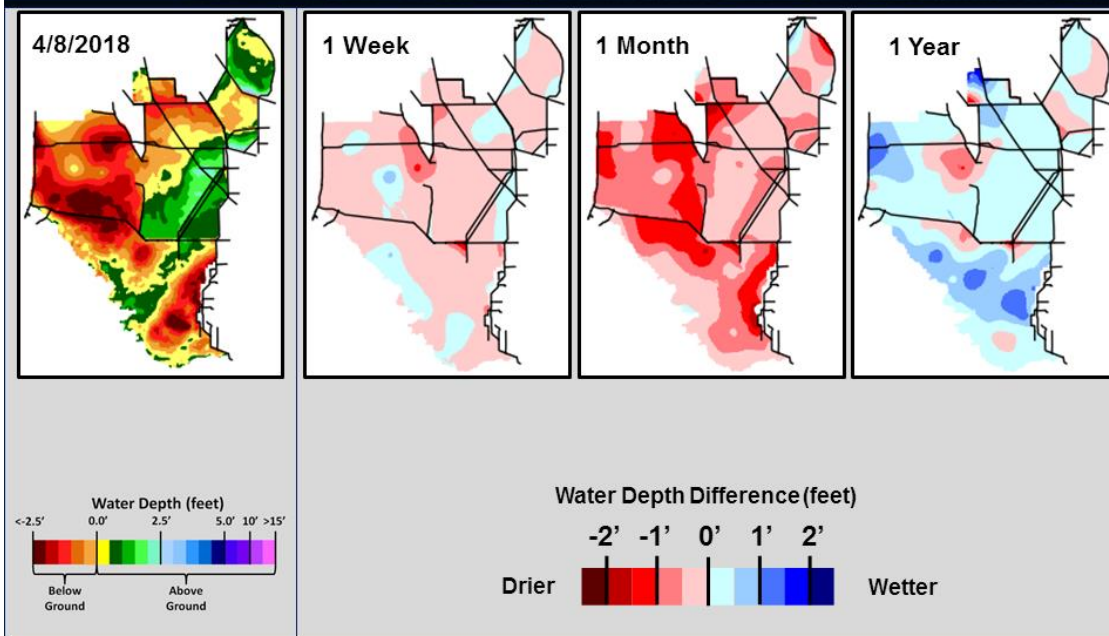 4/8/2018
1 Week
1 Month
1 Year
Water Depth (feet)
<-2.5’ 0.0’ 2.5’ 5.0’ 10’ >15’
Below Ground
Above Ground
Water Depth Difference (feet)
-2’ -1’ 0’ 1’ 2’
Drier
Wetter